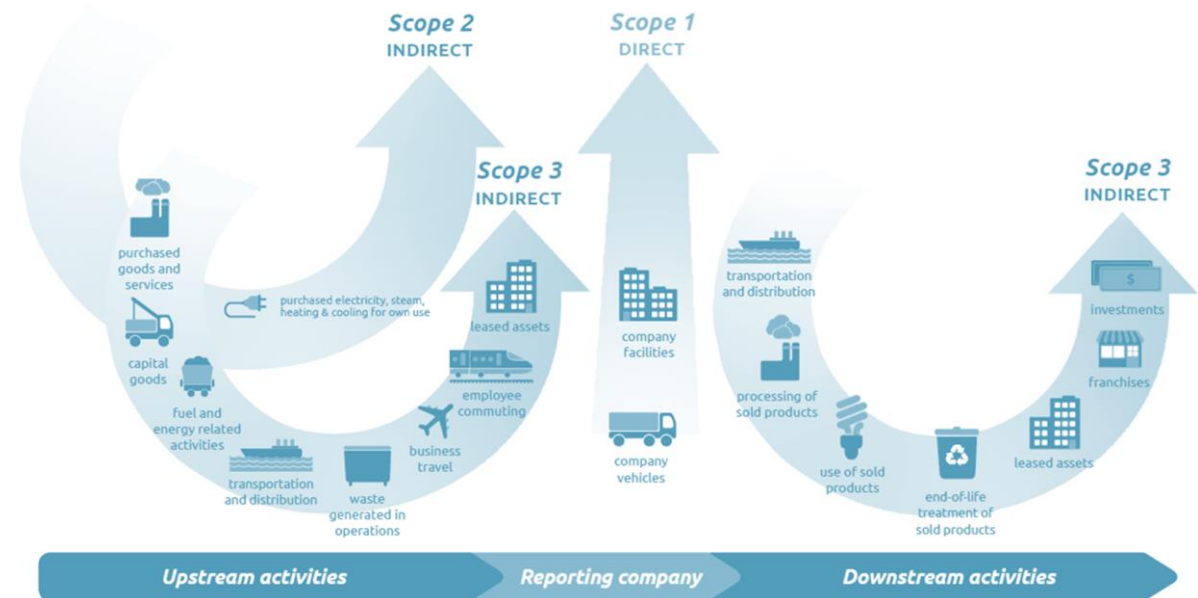 Scope 2
INDIRECT
Scope 1
DIRECT
Scope 3
INDIRECT
Scope 3
INDIRECT
purchased
goods and
services
capital
goods
fuel and
energy related
activities
purchased electricity, steam,
heating & cooling for own use
transportation
and distribution
waste
generated in
operations
business
travel
employee
commuting
leased assets
company
facilities
company
vehicles
transportation
and distribution
processing of
sold products
use of sold
products
end-of-life
treatment of
sold products
leased assets
franchises
$
investments
Upstream activities
Reporting company
Downstream activities